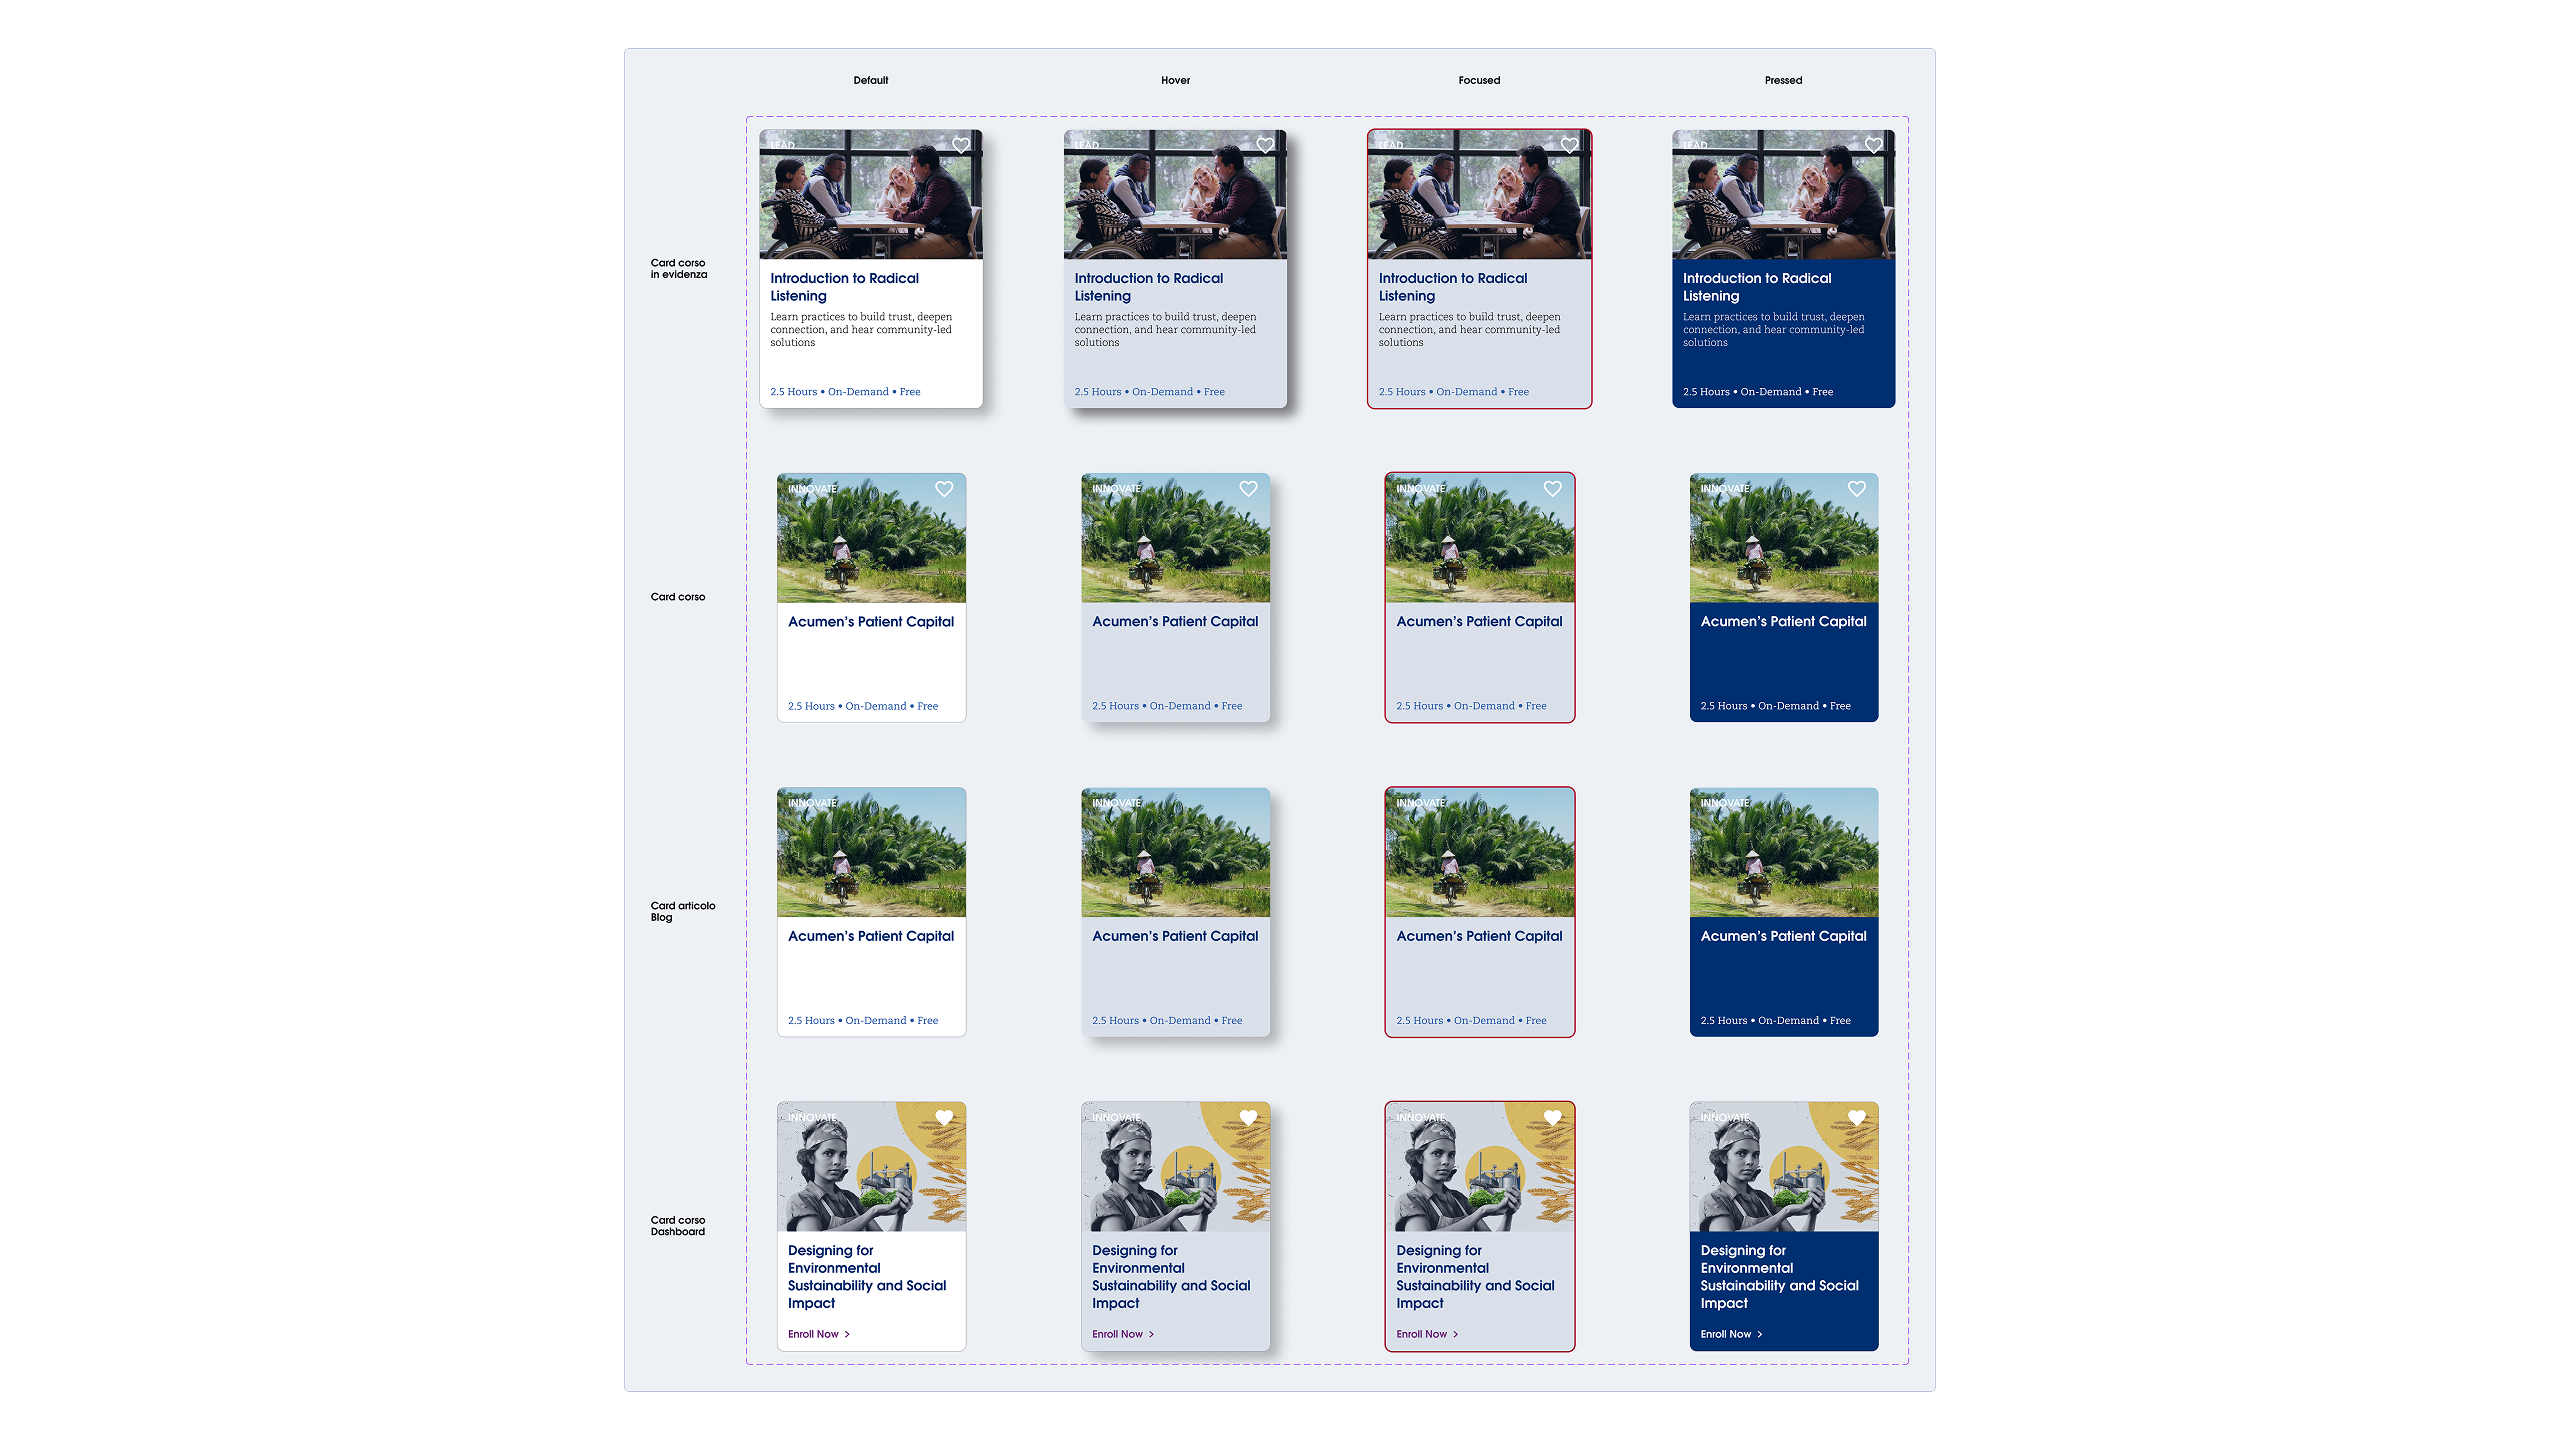 Default
Hover
Focused
Pressed
Card corso
in evidenza
LEAD
Introduction to Radical
Listening
Learn practices to build trust, deepen
connection, and hear community-led
solutions
2.5 Hours • On-Demand • Free
LEAD
Introduction to Radical
Listening
Learn practices to build trust, deepen
connection, and hear community-led
solutions
2.5 Hours • On-Demand • Free
LEAD
Introduction to Radical
Listening
Learn practices to build trust, deepen
connection, and hear community-led
solutions
2.5 Hours • On-Demand • Free
LEAD
Introduction to Radical
Listening
Learn practices to build trust, deepen
connection, and hear community-led
solutions
2.5 Hours • On-Demand • Free
Card corso
INNOVATE
Acumen’s Patient Capital
2.5 Hours • On-Demand • Free
INNOVATE
Acumen’s Patient Capital
2.5 Hours • On-Demand • Free
INNOVATE
Acumen’s Patient Capital
2.5 Hours • On-Demand • Free
INNOVATE
Acumen’s Patient Capital
2.5 Hours • On-Demand • Free
Card articolo
Blog
INNOVATE
Acumen’s Patient Capital
2.5 Hours • On-Demand • Free
INNOVATE
Acumen’s Patient Capital
2.5 Hours • On-Demand • Free
INNOVATE
Acumen’s Patient Capital
2.5 Hours • On-Demand • Free
INNOVATE
Acumen’s Patient Capital
2.5 Hours • On-Demand • Free
Card corso
Dashboard
INNOVATE
Designing for
Environmental
Sustainability and Social
Impact
Enroll Now >
INNOVATE
Designing for
Environmental
Sustainability and Social
Impact
Enroll Now >
INNOVATE
Designing for
Environmental
Sustainability and Social
Impact
Enroll Now >
INNOVATE
Designing for
Environmental
Sustainability and Social
Impact
Enroll Now >